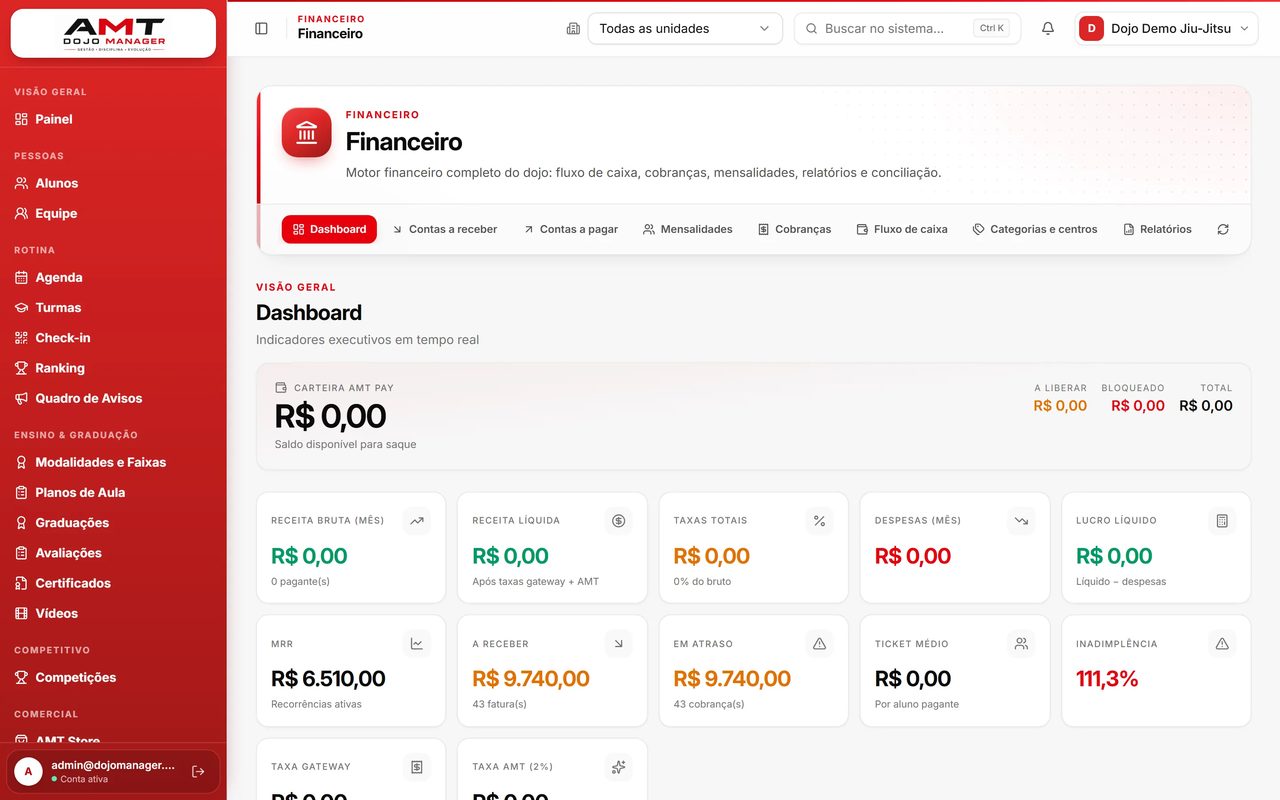 AMT
DOJO MANAGER
GESTÃO • DISCIPLINA • EVOLUÇÃO
VISÃO GERAL
Painel
PESSOAS
Alunos
Equipe
ROTINA
Agenda
Turmas
Check-in
Ranking
Quadro de Avisos
ENSINO & GRADUAÇÃO
Modalidades e Faixas
Planos de Aula
Graduações
Avaliações
Certificados
Vídeos
COMPETITIVO
Competições
COMERCIAL
AMT Store
A
admin@dojomanager....
Conta ativa
FINANCEIRO
Financeiro
Todas as unidades
Buscar no sistema...
Ctrl K
D
Dojo Demo Jiu-Jitsu
FINANCEIRO
Financeiro
Motor financeiro completo do dojo: fluxo de caixa, cobranças, mensalidades, relatórios e conciliação.
Dashboard
Contas a receber
Contas a pagar
Mensalidades
Cobranças
Fluxo de caixa
Categorias e centros
Relatórios
VISÃO GERAL
Dashboard
Indicadores executivos em tempo real
CARTEIRA AMT PAY
R$ 0,00
Saldo disponível para saque
A LIBERAR
R$ 0,00
BLOQUEADO
R$ 0,00
TOTAL
R$ 0,00
RECEITA BRUTA (MÊS)
R$ 0,00
0 pagante(s)
RECEITA LÍQUIDA
R$ 0,00
Após taxas gateway + AMT
TAXAS TOTAIS
R$ 0,00
0% do bruto
DESPESAS (MÊS)
R$ 0,00
LUCRO LÍQUIDO
R$ 0,00
Líquido − despesas
MRR
R$ 6.510,00
Recorrências ativas
A RECEBER
R$ 9.740,00
43 fatura(s)
EM ATRASO
R$ 9.740,00
43 cobrança(s)
TICKET MÉDIO
R$ 0,00
Por aluno pagante
INADIMPLÊNCIA
111,3%
TAXA GATEWAY
R$ 0,00
TAXA AMT (2%)
R$ 0,00